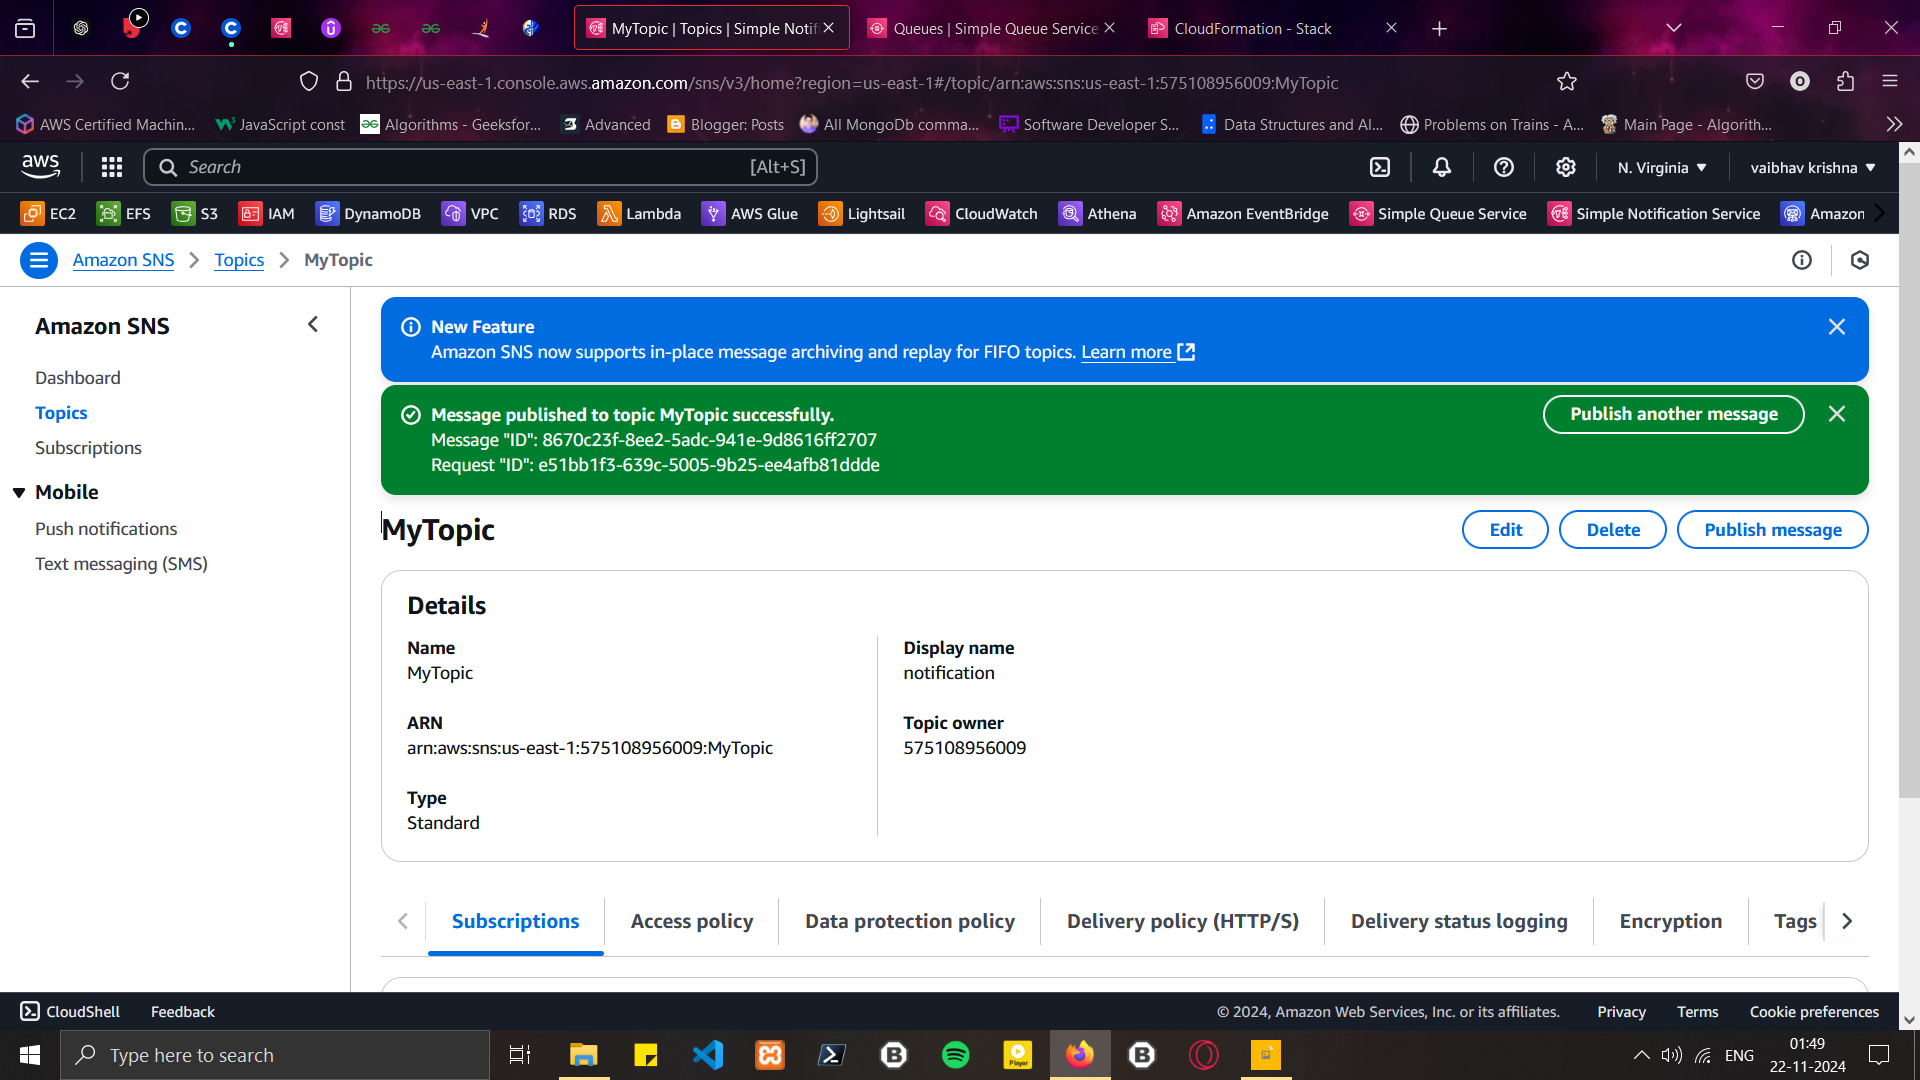 MyTopic | Topics | Simple Notif
Queues | Simple Queue Service
CloudFormation - Stack
https://us-east-1.console.aws.amazon.com/sns/v3/home?region=us-east-1#/topic/arn:aws:sns:us-east-1:575108956009:MyTopic
AWS Certified Machin...
JavaScript const
Algorithms - Geeksfor...
Advanced
Blogger: Posts
All MongoDb comma...
Software Developer S...
Data Structures and Al...
Problems on Trains - A...
Main Page - Algorith...
aws
Search
[Alt+S]
N. Virginia
vaibhav krishna
EC2
EFS
S3
IAM
DynamoDB
VPC
RDS
Lambda
AWS Glue
Lightsail
CloudWatch
Athena
Amazon EventBridge
Simple Queue Service
Simple Notification Service
Amazon
Amazon SNS
Topics
MyTopic
Amazon SNS
Dashboard
Topics
Subscriptions
Mobile
Push notifications
Text messaging (SMS)
New Feature
Amazon SNS now supports in-place message archiving and replay for FIFO topics. Learn more
Message published to topic MyTopic successfully.
Message "ID": 8670c23f-8ee2-5adc-941e-9d8616ff2707
Request "ID": e51bb1f3-639c-5005-9b25-ee4afb81ddde
Publish another message
MyTopic
Edit
Delete
Publish message
Details
Name
MyTopic
ARN
arn:aws:sns:us-east-1:575108956009:MyTopic
Type
Standard
Display name
notification
Topic owner
575108956009
Subscriptions
Access policy
Data protection policy
Delivery policy (HTTP/S)
Delivery status logging
Encryption
Tags
CloudShell
Feedback
© 2024, Amazon Web Services, Inc. or its affiliates.
Privacy
Terms
Cookie preferences
Type here to search
Player
ENG
01:49
22-11-2024